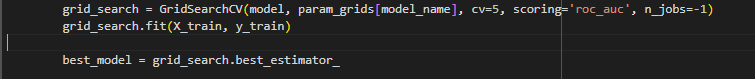 grid_search = GridSearchCV(model, param_grids[model_name], cv=5, scoring='roc_auc', n_jobs=-1)
grid_search.fit(X_train, y_train)
best_model = grid_search.best_estimator_